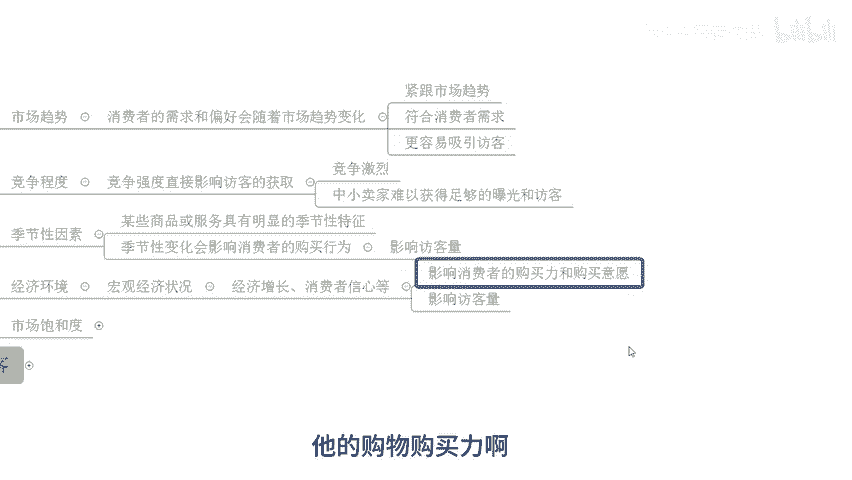 紧跟市场趋势
市场趋势 消费者的需求和偏好会随着市场趋势变化 符合消费者需求
更容易吸引访客
竞争激烈
竞争程度 竞争强度直接影响访客的获取
中小卖家难以获得足够的曝光和访客
某些商品或服务具有明显的季节性特征
季节性因素
季节性变化会影响消费者的购买行为 影响访客量
影响消费者的购买力和购买意愿
经济环境 宏观经济状况 经济增长、消费者信心等
影响访客量
市场饱和度
他的购物购买力啊